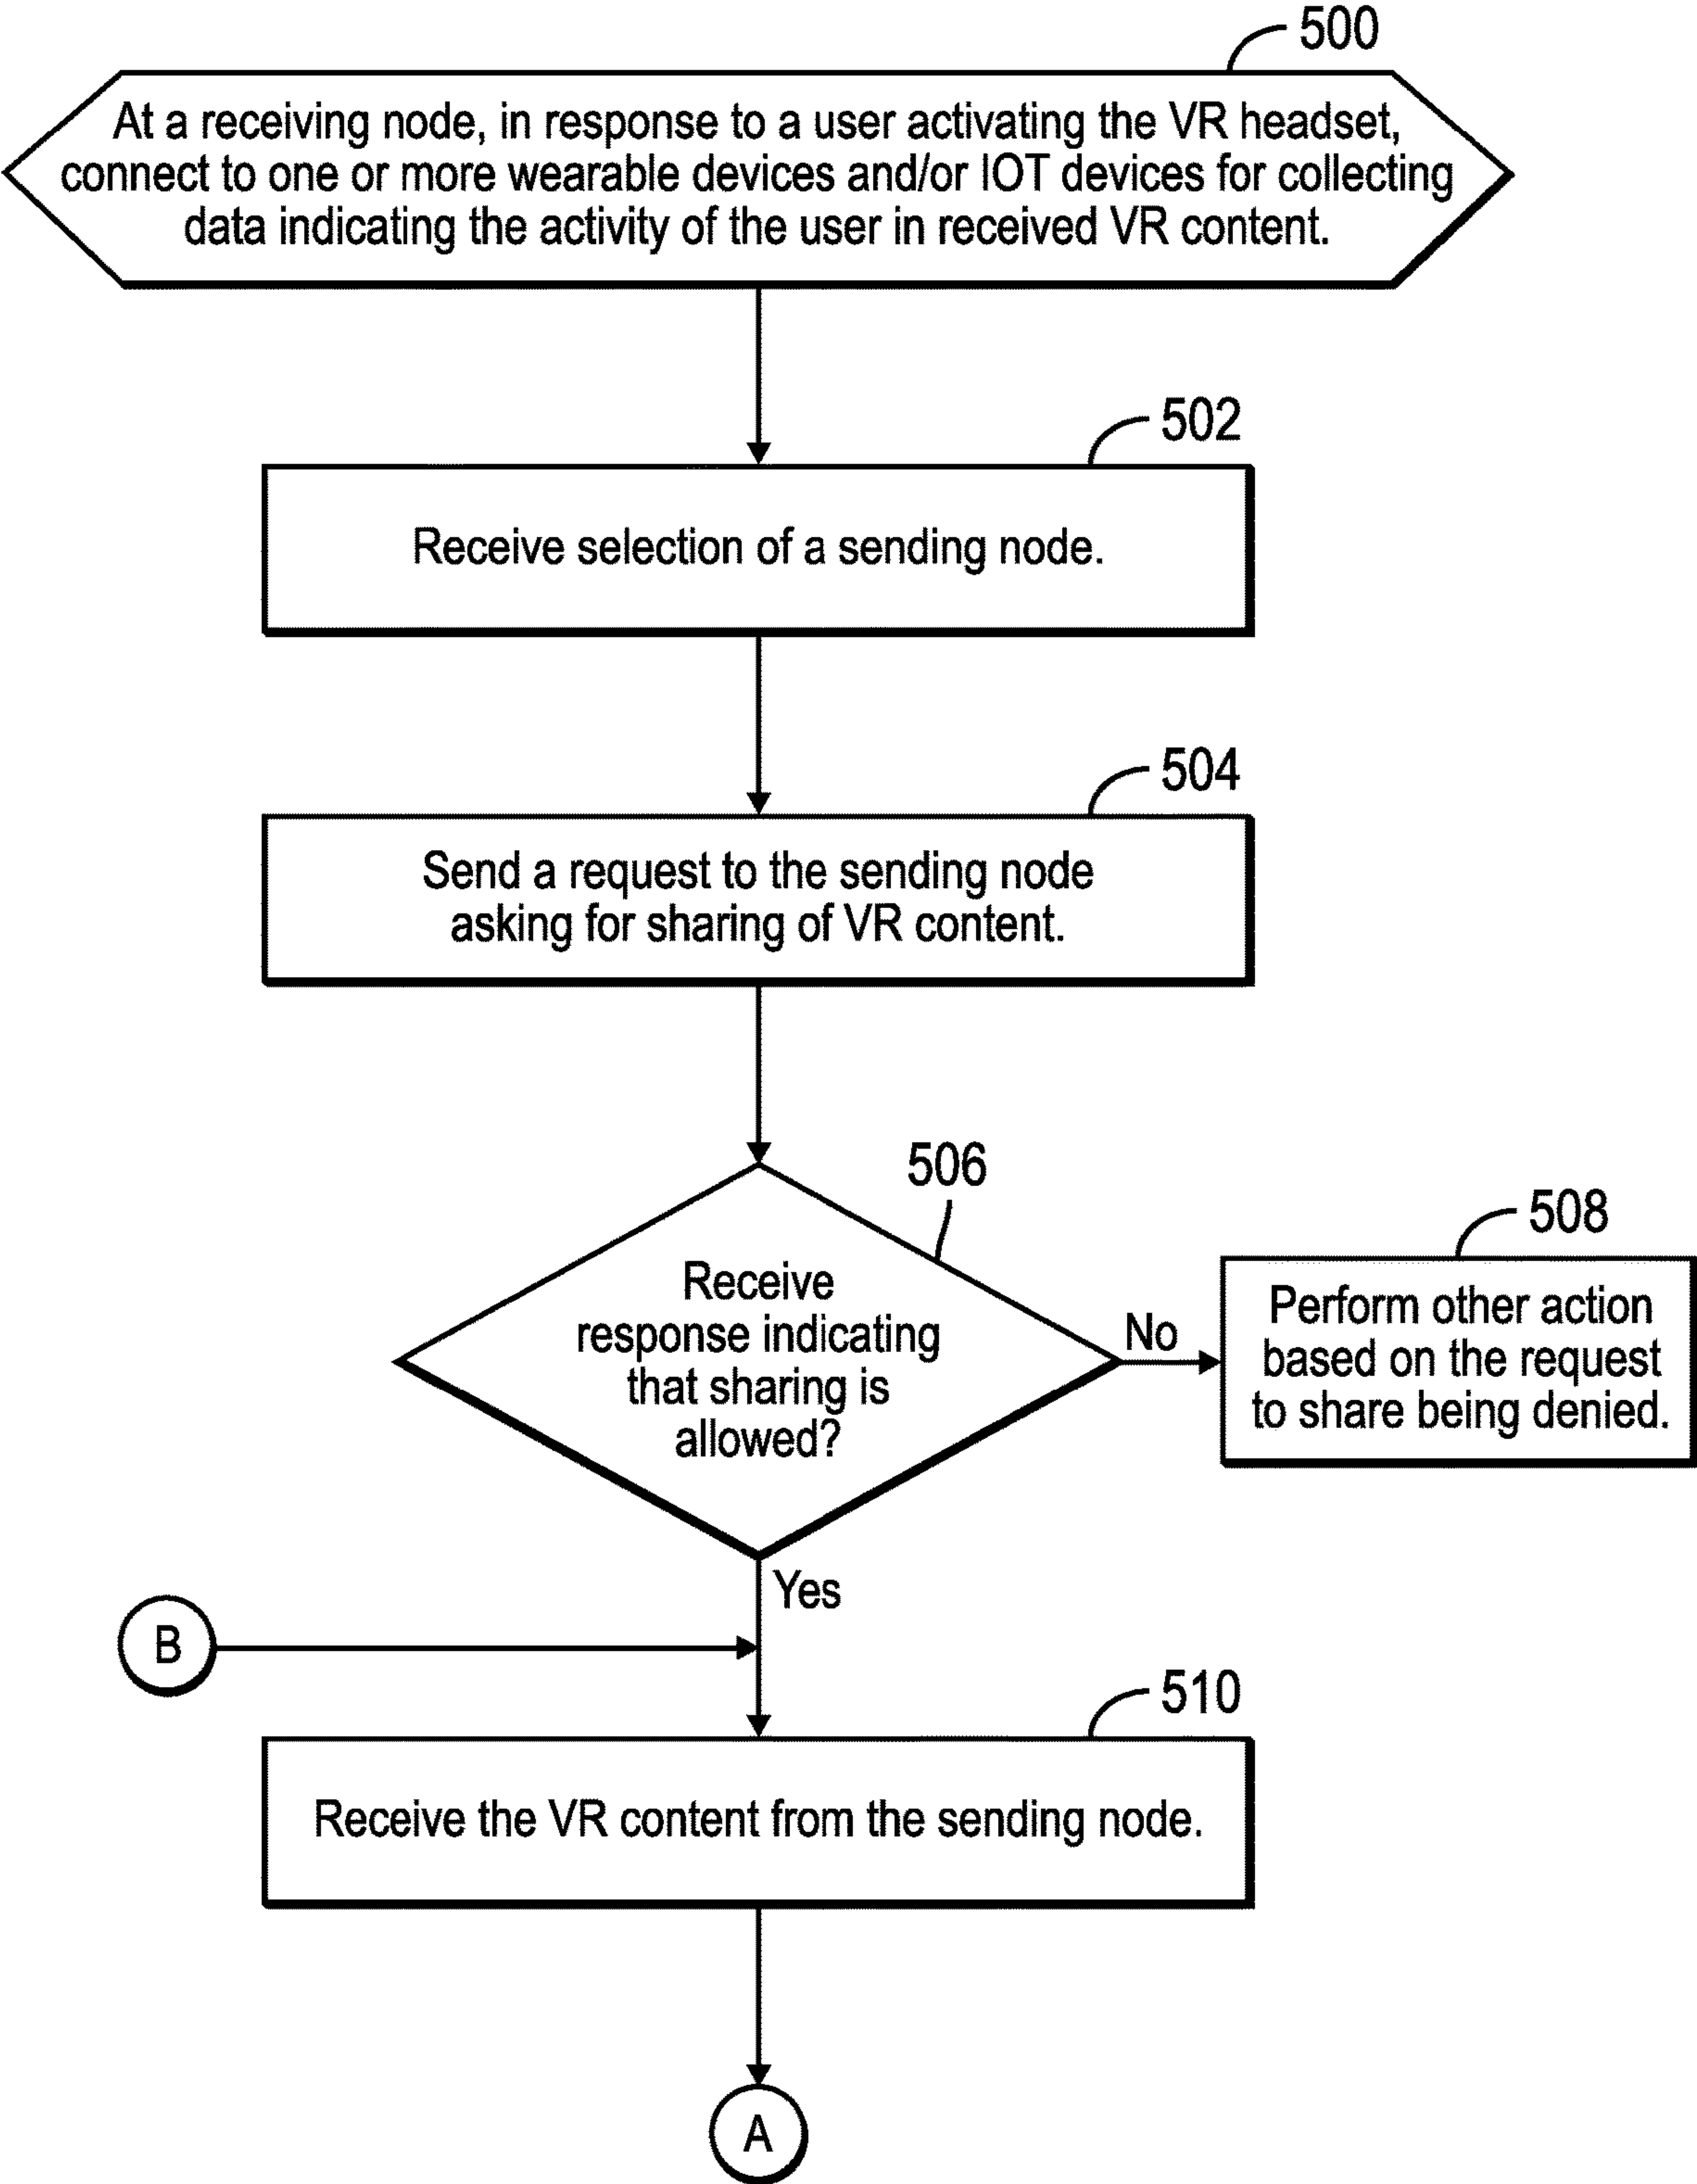 500
At a receiving node, in response to a user activating the VR headset,
connect to one or more wearable devices and/or IOT devices for collecting
data indicating the activity of the user in received VR content.
502
Receive selection of a sending node.
504
Send a request to the sending node
asking for sharing of VR content.
506
Receive
response indicating
that sharing is
allowed?
No
508
Perform other action
based on the request
to share being denied.
Yes
B
510
Receive the VR content from the sending node.
A